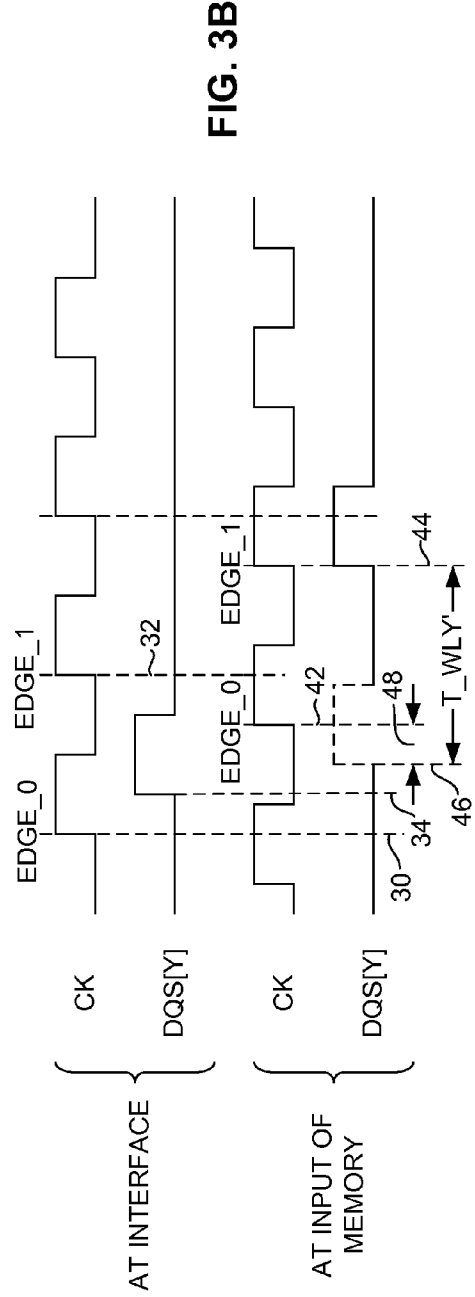 EDGE_0
EDGE_1
CK
32
DQS[Y]
AT INTERFACE
EDGE_0
EDGE_1
CK
42
DQS[Y]
AT INPUT OF
MEMORY
30
34
46
48
T_WLY'
44
FIG. 3B